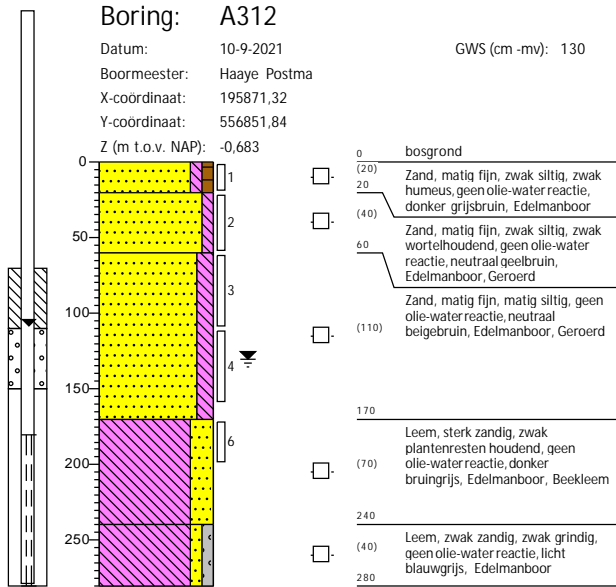 Boring: A312
Datum: 10-9-2021 GWS (cm -mv): 130
Boormeester: Haaye Postma
X-coördinaat: 195871,32
Y-coördinaat: 556851,84
Z (m t.o.v. NAP): -0,683
0
50
100
150
200
250
1
2
3
4
6
0 bosgrond
(20)
Zand, matig fijn, zwak siltig, zwak
humeus, geen olie-water reactie,
donker grijsbruin, Edelmanboor
20
(40)
Zand, matig fijn, zwak siltig, zwak
wortelhoudend, geen olie-water
reactie, neutraal geelbruin,
Edelmanboor, Geroerd
60
(110)
Zand, matig fijn, matig siltig, geen
olie-water reactie, neutraal
beigebruin, Edelmanboor, Geroerd
170
(70)
Leem, sterk zandig, zwak
plantenresten houdend, geen
olie-water reactie, donker
bruingrijs, Edelmanboor, Beekleem
240
(40)
Leem, zwak zandig, zwak grindig,
geen olie-water reactie, licht
blauwgrijs, Edelmanboor
280